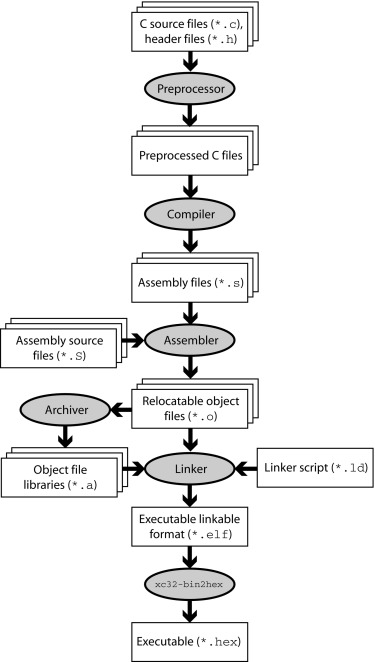 C source files (*.c),
header files (*.h)
Preprocessor
Preprocessed C files
Compiler
Assembly files (*.s)
Assembly source
files (*.S)
Assembler
Relocatable object
files (*.o)
Archiver
Object file
libraries (*.a)
Linker
Linker script (*.ld)
Executable linkable
format (*.elf)
xc32-bin2hex
Executable (*.hex)